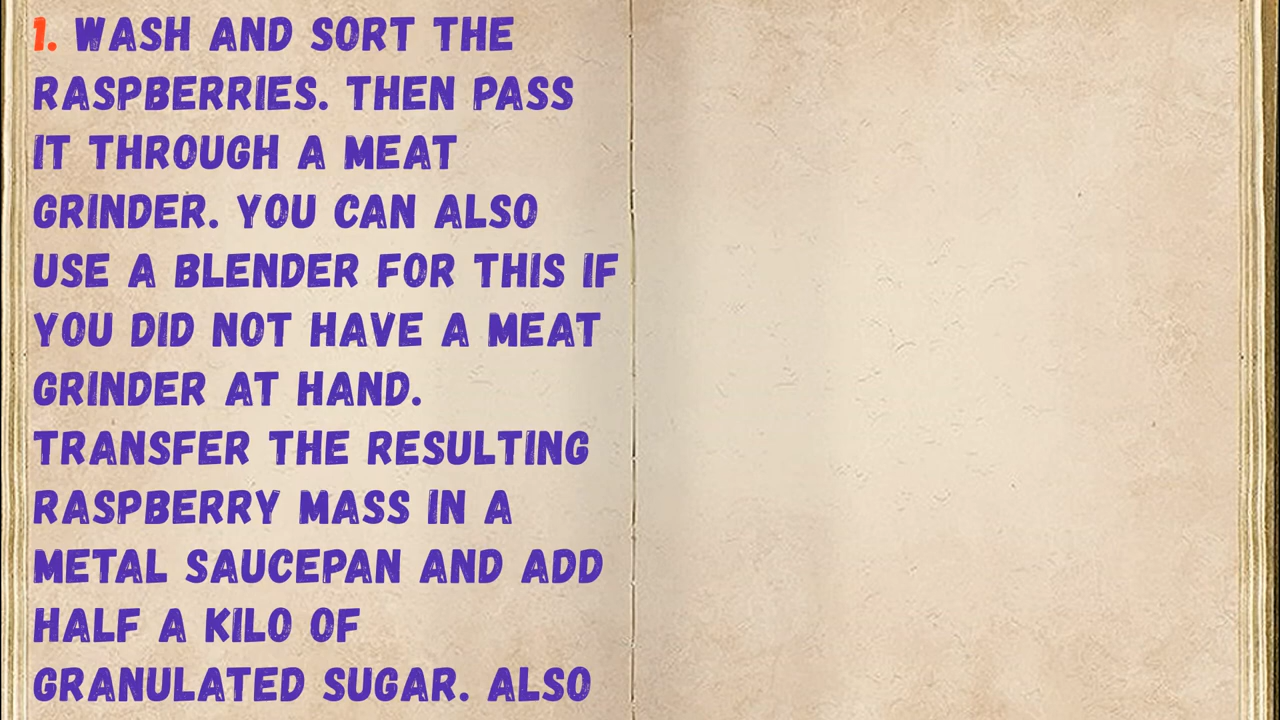 1. WASH AND SORT THE
RASPBERRIES. THEN PASS
IT THROUGH A MEAT
GRINDER. YOU CAN ALSO
USE A BLENDER FOR THIS IF
YOU DID NOT HAVE A MEAT
GRINDER AT HAND.
TRANSFER THE RESULTING
RASPBERRY MASS IN A
METAL SAUCEPAN AND ADD
HALF A KILO OF
GRANULATED SUGAR. ALSO